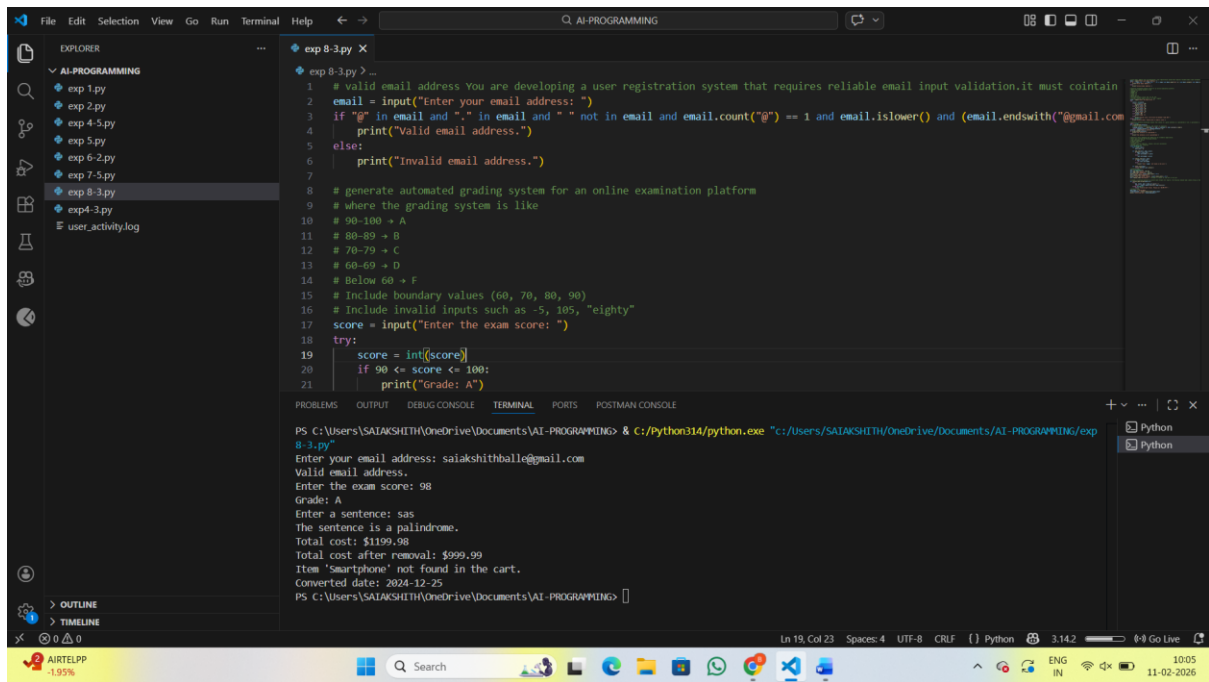 File Edit Selection View Go Run Terminal Help
AI-PROGRAMMING
EXPLORER
AI-PROGRAMMING
exp 1.py
exp 2.py
exp 4-5.py
exp 5.py
exp 6-2.py
exp 7-5.py
exp 8-3.py
exp4-3.py
user_activity.log
OUTLINE
TIMELINE
exp 8-3.py
exp 8-3.py > ...
1 # valid email address You are developing a user registration system that requires reliable email input validation.it must cointain
2 email = input("Enter your email address: ")
3 if "@" in email and "." in email and " " not in email and email.count("@") == 1 and email.islower() and (email.endswith("@gmail.com
4 print("Valid email address.")
5 else:
6 print("Invalid email address.")
7
8 # generate automated grading system for an online examination platform
9 # where the grading system is like
10 # 90-100 → A
11 # 80-89 → B
12 # 70-79 → C
13 # 60-69 → D
14 # Below 60 → F
15 # Include boundary values (60, 70, 80, 90)
16 # Include invalid inputs such as -5, 105, "eighty"
17 score = input("Enter the exam score: ")
18 try:
19 score = int(score)
20 if 90 <= score <= 100:
21 print("Grade: A")
PROBLEMS OUTPUT DEBUG CONSOLE TERMINAL PORTS POSTMAN CONSOLE
PS C:\Users\SAIAKSHITH\OneDrive\Documents\AI-PROGRAMMING> & C:/Python314/python.exe "c:/Users/SAIAKSHITH/OneDrive/Documents/AI-PROGRAMMING/exp
8-3.py"
Enter your email address: saiakshithballe@gmail.com
Valid email address.
Enter the exam score: 98
Grade: A
Enter a sentence: sas
The sentence is a palindrome.
Total cost: $1199.98
Total cost after removal: $999.99
Item 'Smartphone' not found in the cart.
Converted date: 2024-12-25
PS C:\Users\SAIAKSHITH\OneDrive\Documents\AI-PROGRAMMING>
Python
Python
0 0 Ln 19, Col 23 Spaces: 4 UTF-8 CRLF {} Python 3.14.2 Go Live
2 AIRTELPP
-1.95%
Search
ENG
IN
10:05
11-02-2026